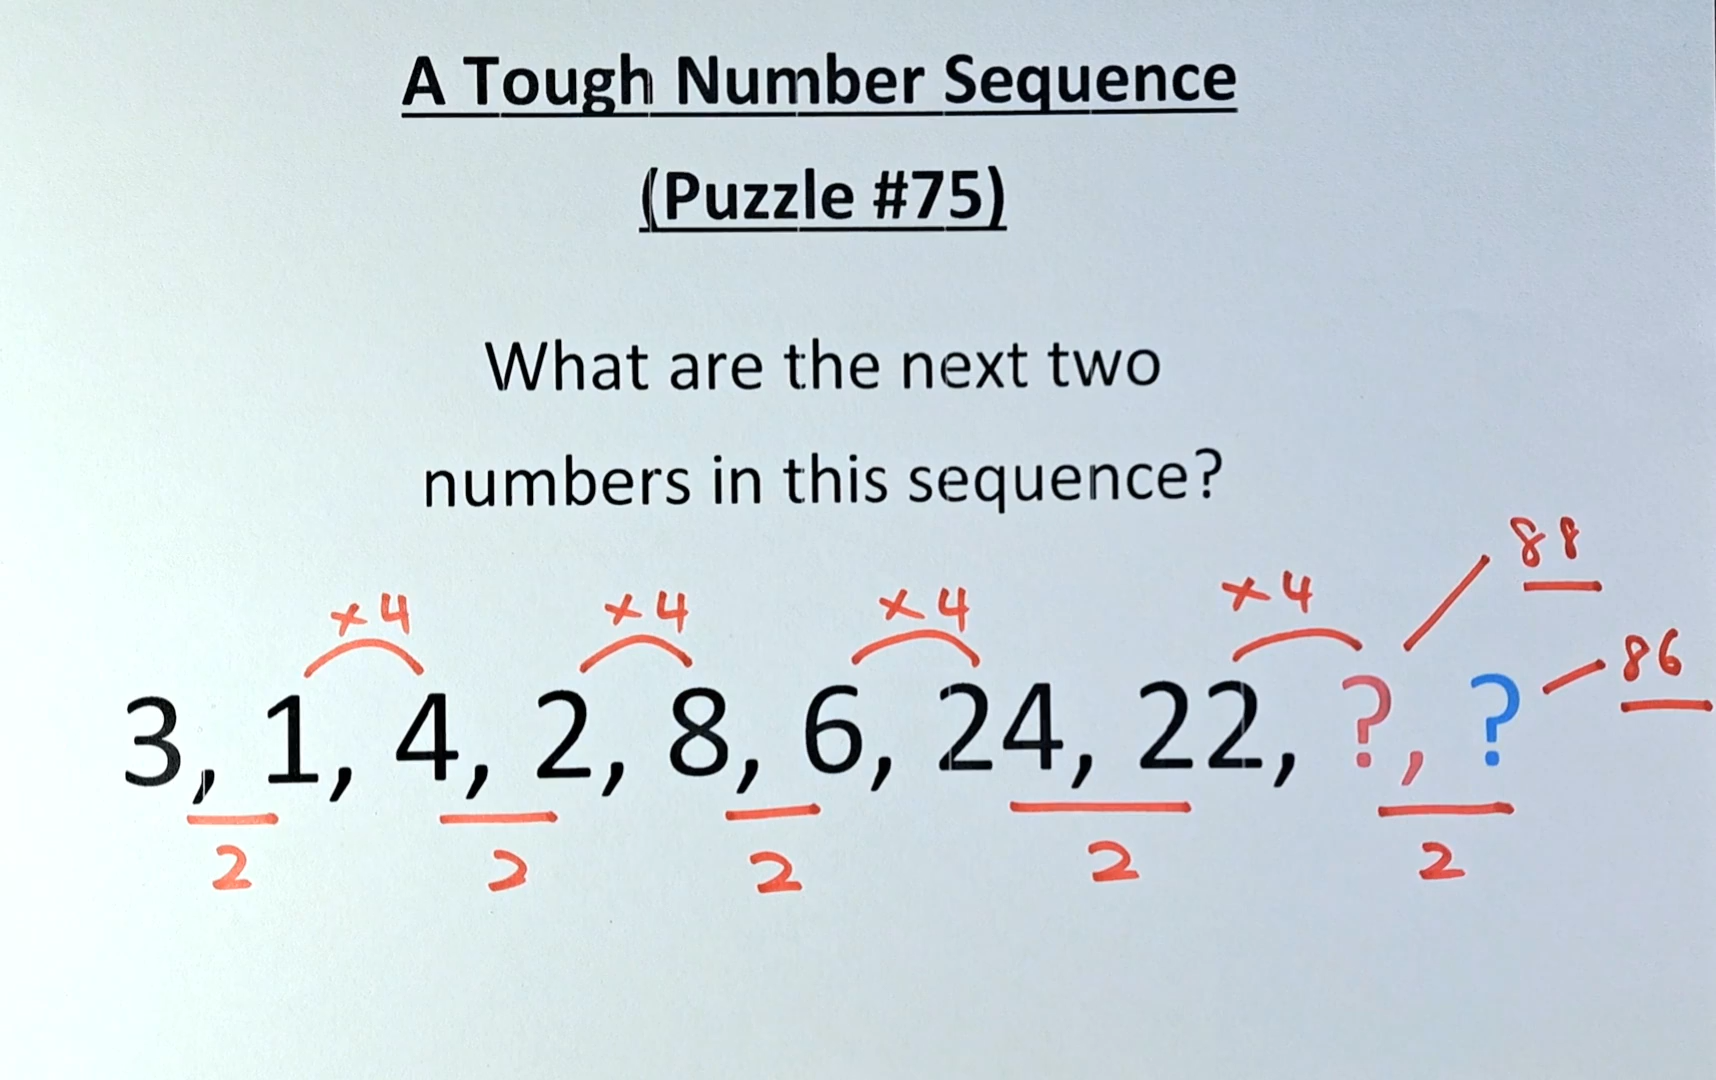 A Tough Number Sequence
(Puzzle #75)
What are the next two
numbers in this sequence?
88
×4 ×4 ×4 ×4
86
3, 1, 4, 2, 8, 6, 24, 22, ?, ?
2 2 2 2 2